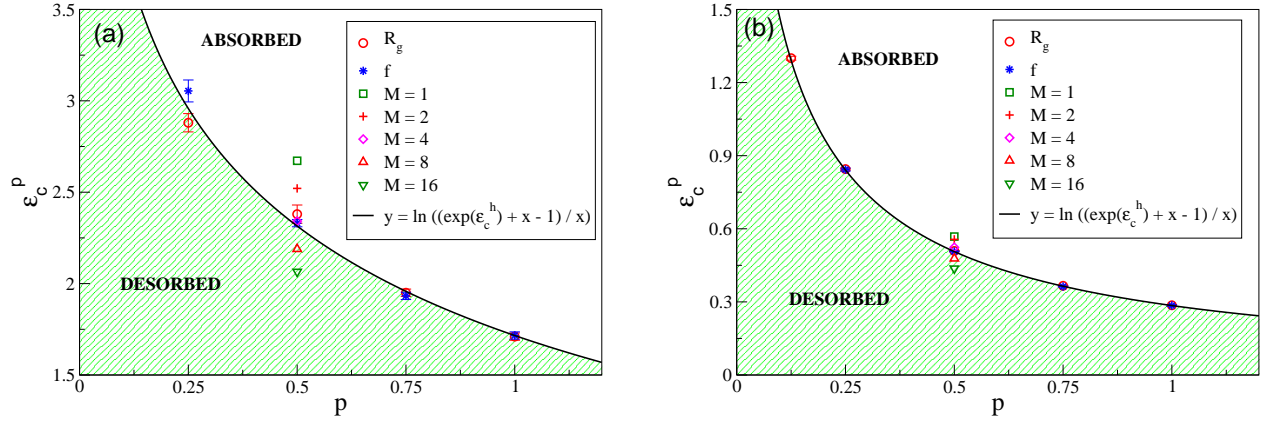 (a)
ABSORBED
DESORBED
R_g
f
M = 1
M = 2
M = 4
M = 8
M = 16
y = ln ((exp(ε_c^h) + x - 1) / x)
3.5
3
2.5
2
1.5
ε_c^p
0
0.25
0.5
0.75
1
p
(b)
ABSORBED
DESORBED
R_g
f
M = 1
M = 2
M = 4
M = 8
M = 16
y = ln ((exp(ε_c^h) + x - 1) / x)
1.5
1.2
0.9
0.6
0.3
0
ε_c^p
0
0.25
0.5
0.75
1
p